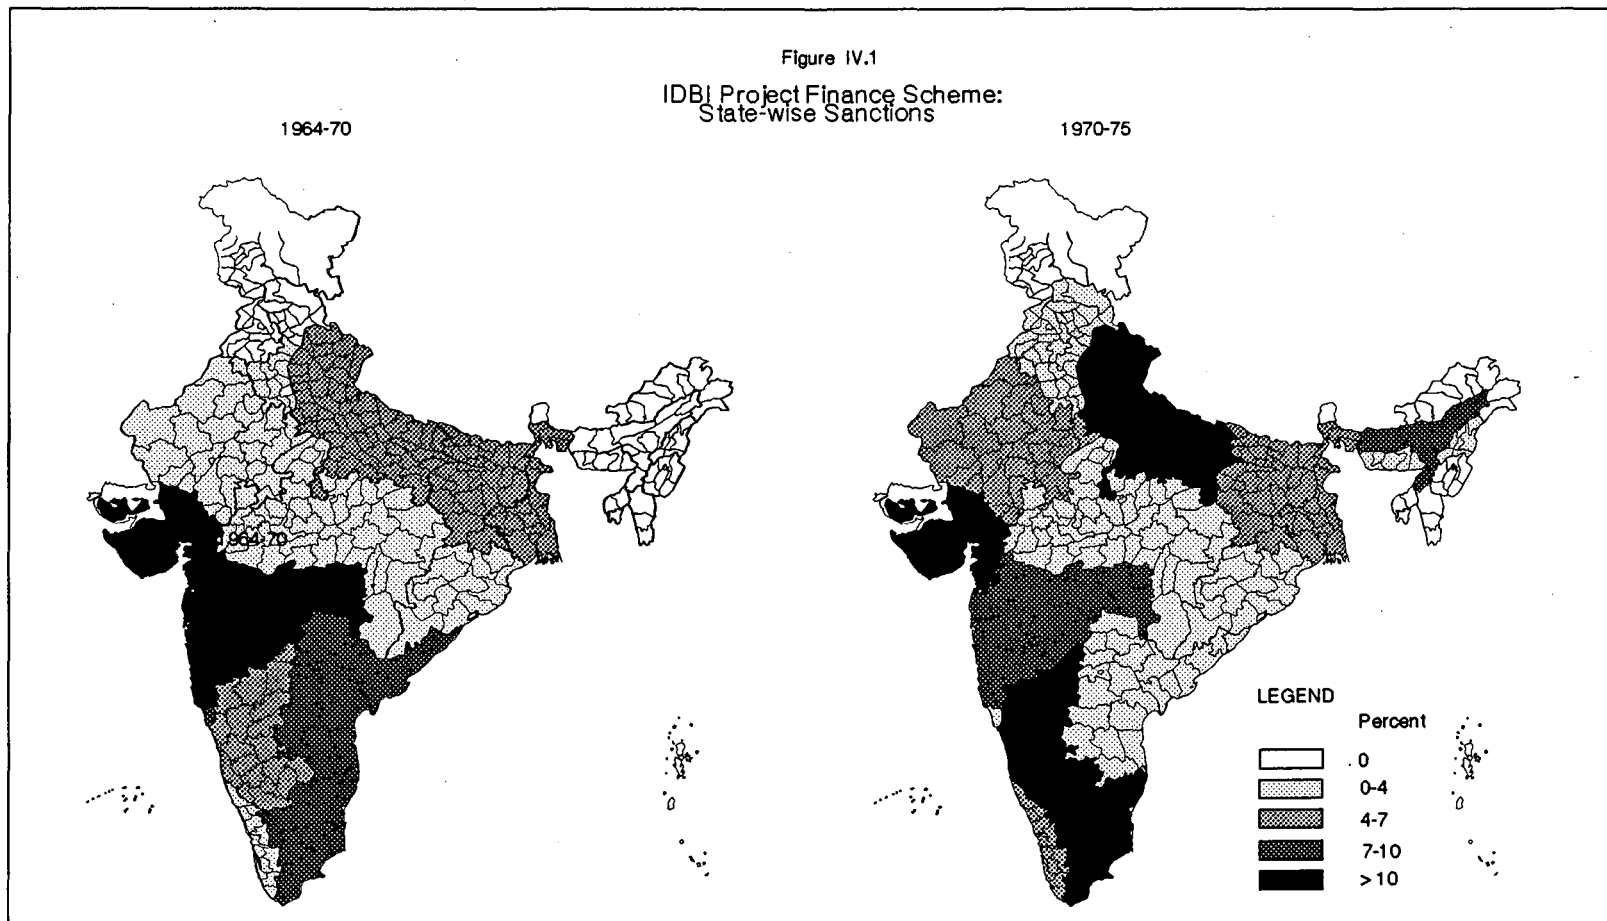 Figure IV.1
IDBI Project Finance Scheme:
State-wise Sanctions
1964-70
1970-75
1964-70
LEGEND
Percent
0
0-4
4-7
7-10
>10